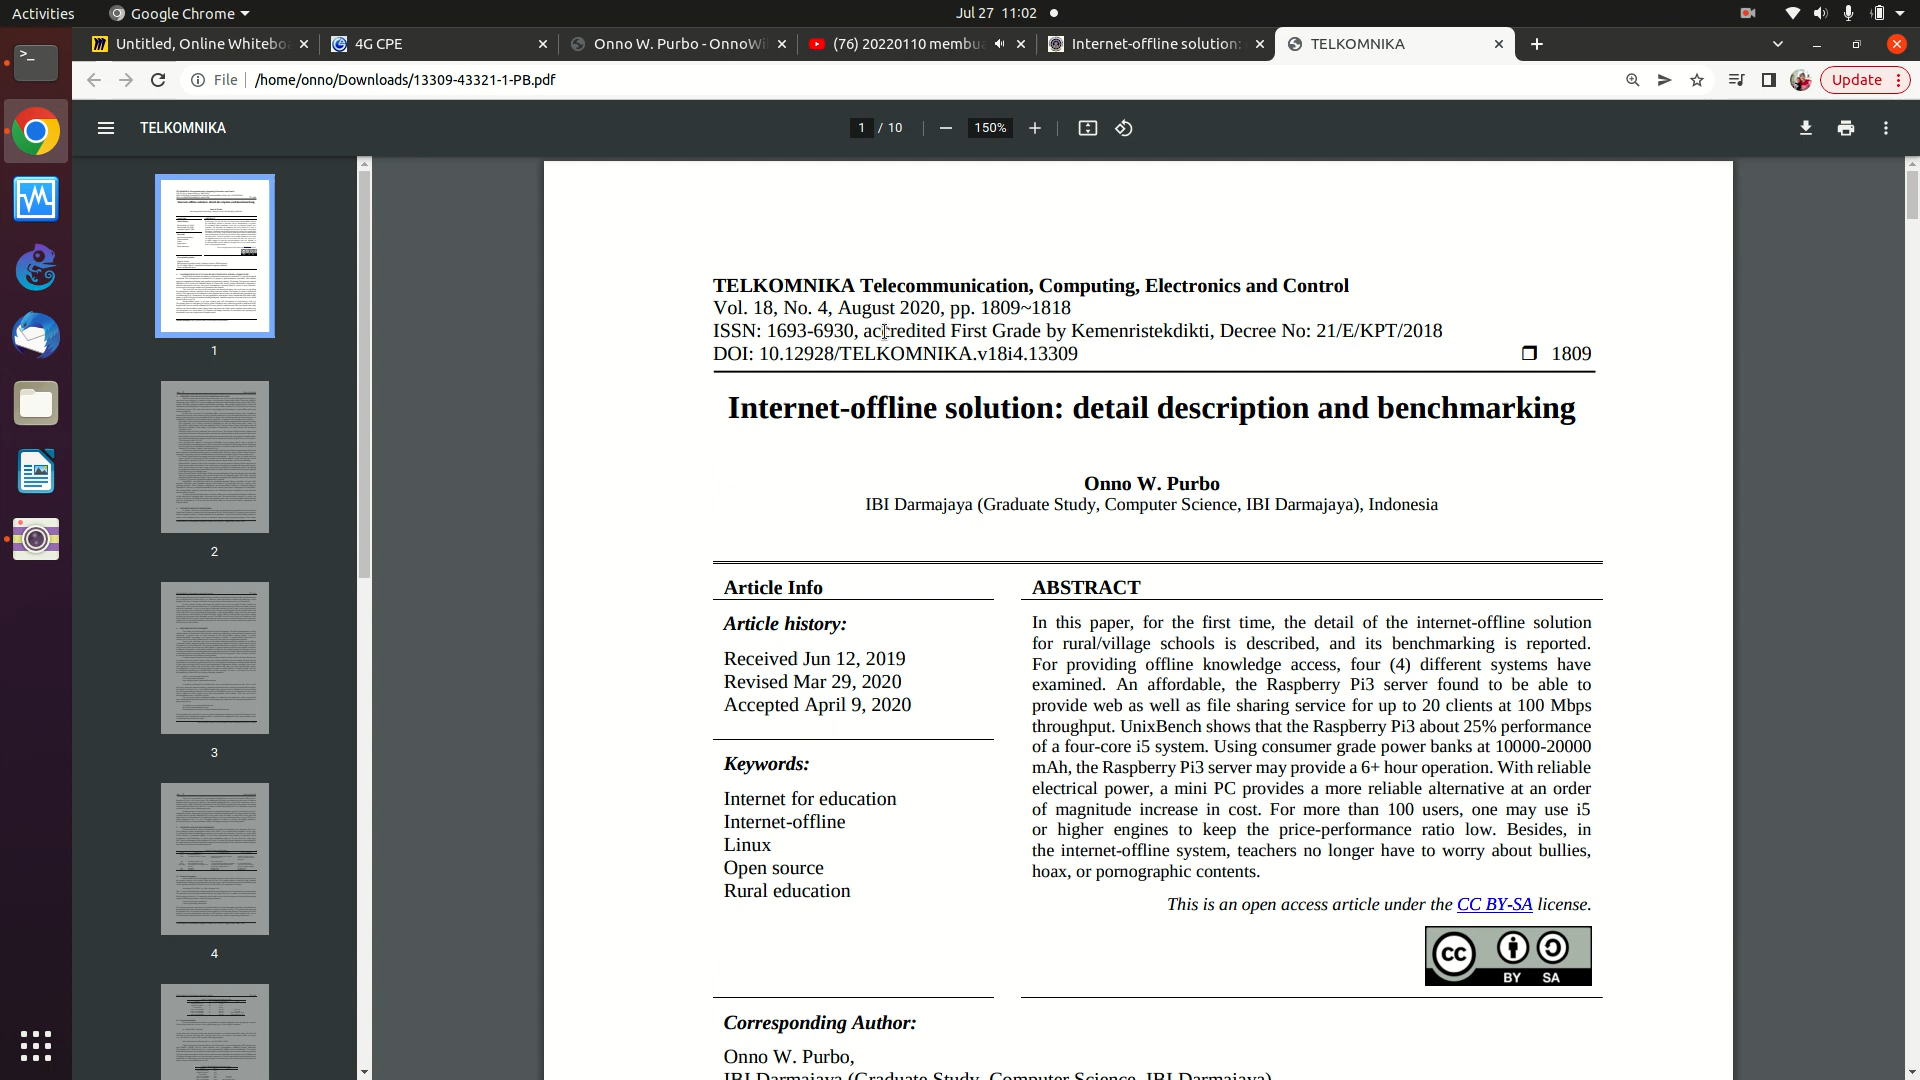 Activities
Google Chrome
Jul 27 11:02
Untitled, Online Whitebo
4G CPE
Onno W. Purbo - OnnoWi
(76) 20220110 membua
Internet-offline solution:
TELKOMNIKA
File
/home/onno/Downloads/13309-43321-1-PB.pdf
Update
TELKOMNIKA
1 / 10
150%
1
2
3
4
TELKOMNIKA Telecommunication, Computing, Electronics and Control
Vol. 18, No. 4, August 2020, pp. 1809~1818
ISSN: 1693-6930, accredited First Grade by Kemenristekdikti, Decree No: 21/E/KPT/2018
DOI: 10.12928/TELKOMNIKA.v18i4.13309
1809
Internet-offline solution: detail description and benchmarking
Onno W. Purbo
IBI Darmajaya (Graduate Study, Computer Science, IBI Darmajaya), Indonesia
Article Info
Article history:
Received Jun 12, 2019
Revised Mar 29, 2020
Accepted April 9, 2020
Keywords:
Internet for education
Internet-offline
Linux
Open source
Rural education
ABSTRACT
In this paper, for the first time, the detail of the internet-offline solution
for rural/village schools is described, and its benchmarking is reported.
For providing offline knowledge access, four (4) different systems have
examined. An affordable, the Raspberry Pi3 server found to be able to
provide web as well as file sharing service for up to 20 clients at 100 Mbps
throughput. UnixBench shows that the Raspberry Pi3 about 25% performance
of a four-core i5 system. Using consumer grade power banks at 10000-20000
mAh, the Raspberry Pi3 server may provide a 6+ hour operation. With reliable
electrical power, a mini PC provides a more reliable alternative at an order
of magnitude increase in cost. For more than 100 users, one may use i5
or higher engines to keep the price-performance ratio low. Besides, in
the internet-offline system, teachers no longer have to worry about bullies,
hoax, or pornographic contents.
This is an open access article under the CC BY-SA license.
cc
BY SA
Corresponding Author:
Onno W. Purbo,
IBI Darmajaya (Graduate Study, Computer Science, IBI Darmajaya)